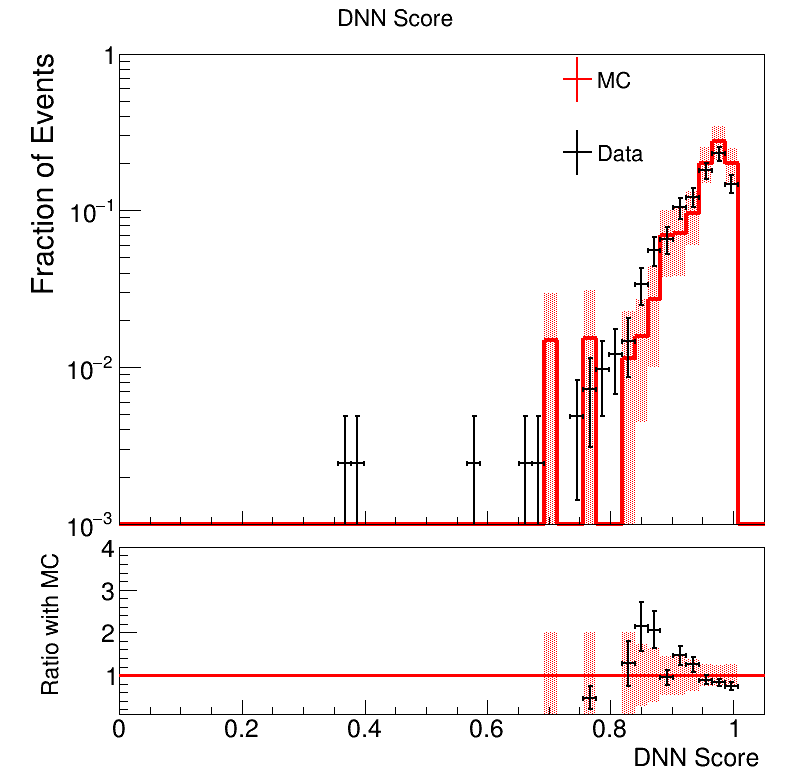 DNN Score
Fraction of Events
1
10⁻¹
10⁻²
10⁻³
MC
Data
Ratio with MC
4
3
2
1
0 0.2 0.4 0.6 0.8 1
DNN Score